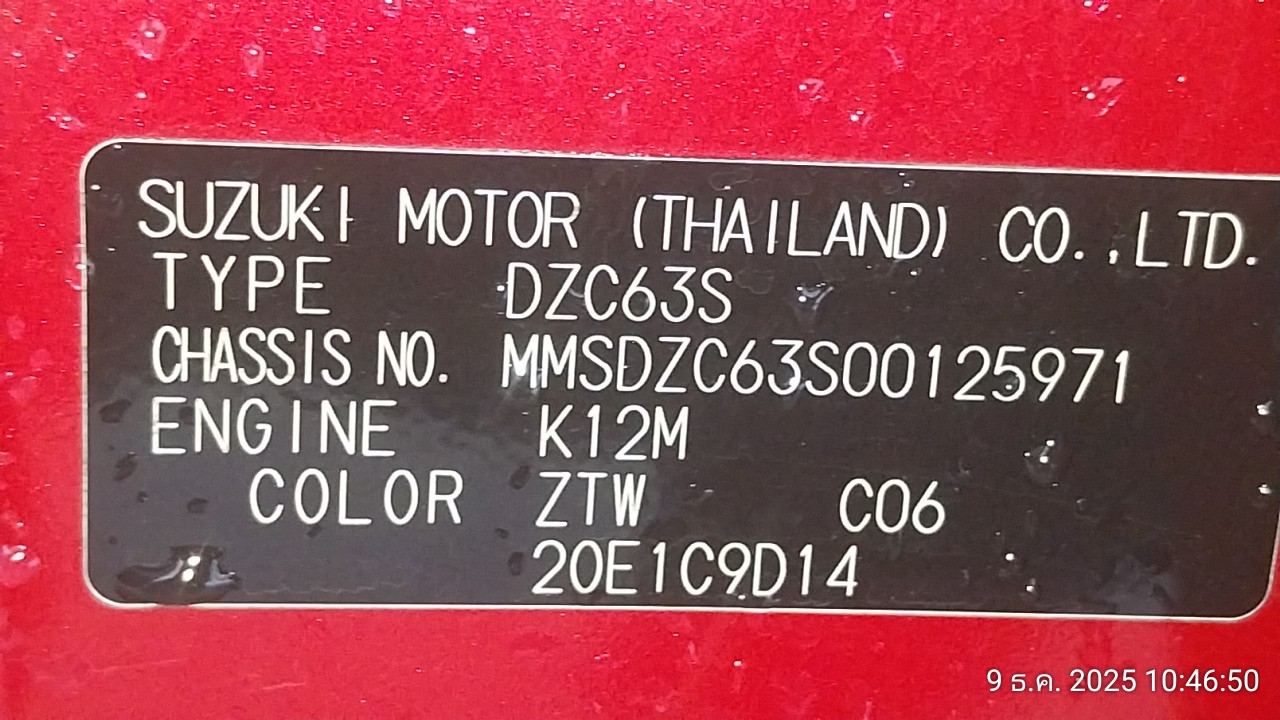 SUZUKI MOTOR (THAILAND) CO.,LTD.
TYPE DZC63S
CHASSIS NO. MMSDZC63S00125971
ENGINE K12M
COLOR ZTW C06
20E1C9D14
9 ธ.ค. 2025 10:46:50